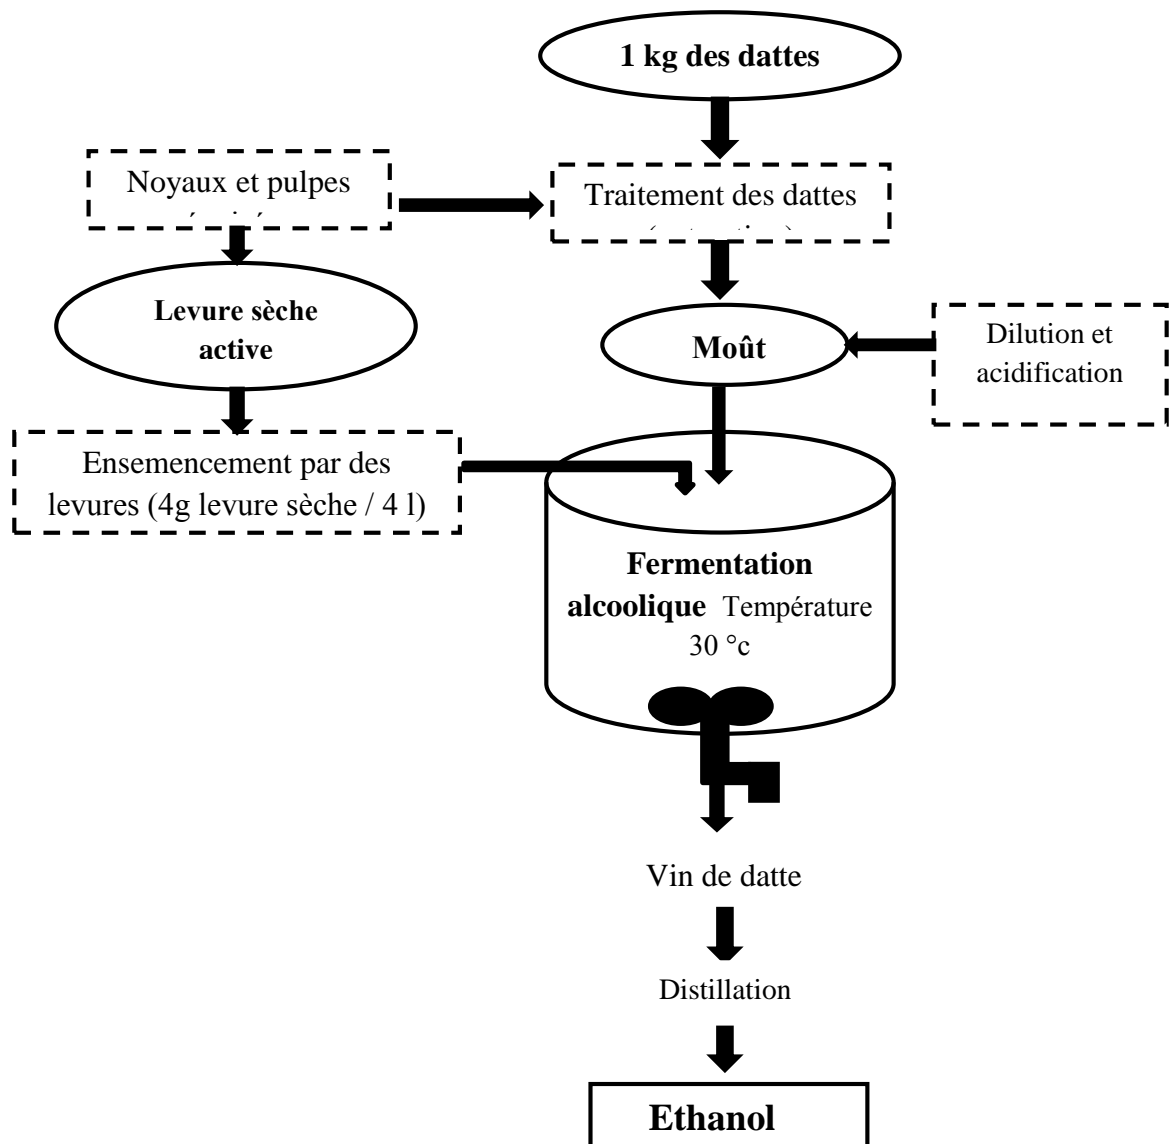 1 kg des dattes
Noyaux et pulpes
Traitement des dattes
Levure sèche
active
Moût
Dilution et
acidification
Ensemencement par des
levures (4g levure sèche / 4 l)
Fermentation
alcoolique Température
30 °c
Vin de datte
Distillation
Ethanol